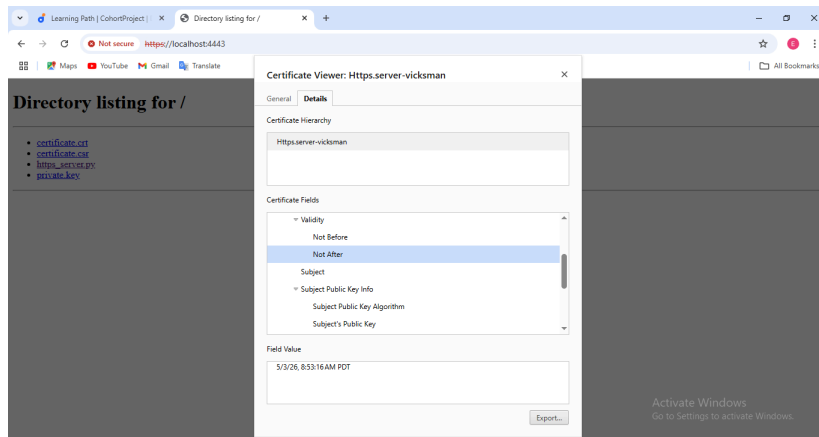 Learning Path | CohortProject |
Directory listing for /
Not secure https://localhost:4443
E
Maps YouTube Gmail Translate
All Bookmarks
Directory listing for /
certificate.crt
certificate.csr
https_server.py
private.key
Certificate Viewer: Https.server-vicksman
General Details
Certificate Hierarchy
Https.server-vicksman
Certificate Fields
Validity
Not Before
Not After
Subject
Subject Public Key Info
Subject Public Key Algorithm
Subject's Public Key
Field Value
5/3/26, 8:53:16 AM PDT
Export...
Activate Windows
Go to Settings to activate Windows.